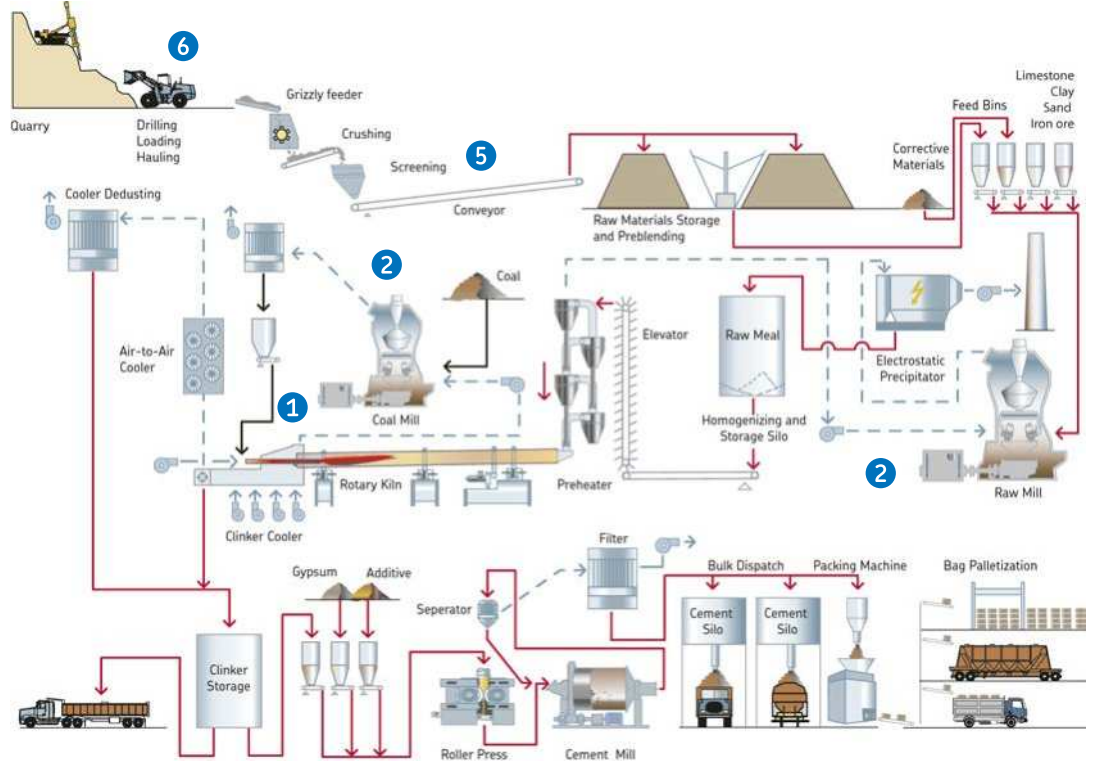 6
Quarry
Drilling
Loading
Hauling
Grizzly feeder
Crushing
Screening
5
Conveyor
Raw Materials Storage
and Preblending
Corrective
Materials
Feed Bins
Limestone
Clay
Sand
Iron ore
Cooler Dedusting
2
Coal
Air-to-Air
Cooler
1
Coal Mill
Elevator
Raw Meal
Electrostatic
Precipitator
Homogenizing and
Storage Silo
Rotary Kiln
Preheater
2
Raw Mill
Clinker Cooler
Gypsum
Additive
Seperator
Filter
Bulk Dispatch
Packing Machine
Bag Palletization
Cement
Silo
Cement
Silo
Clinker
Storage
Roller Press
Cement Mill